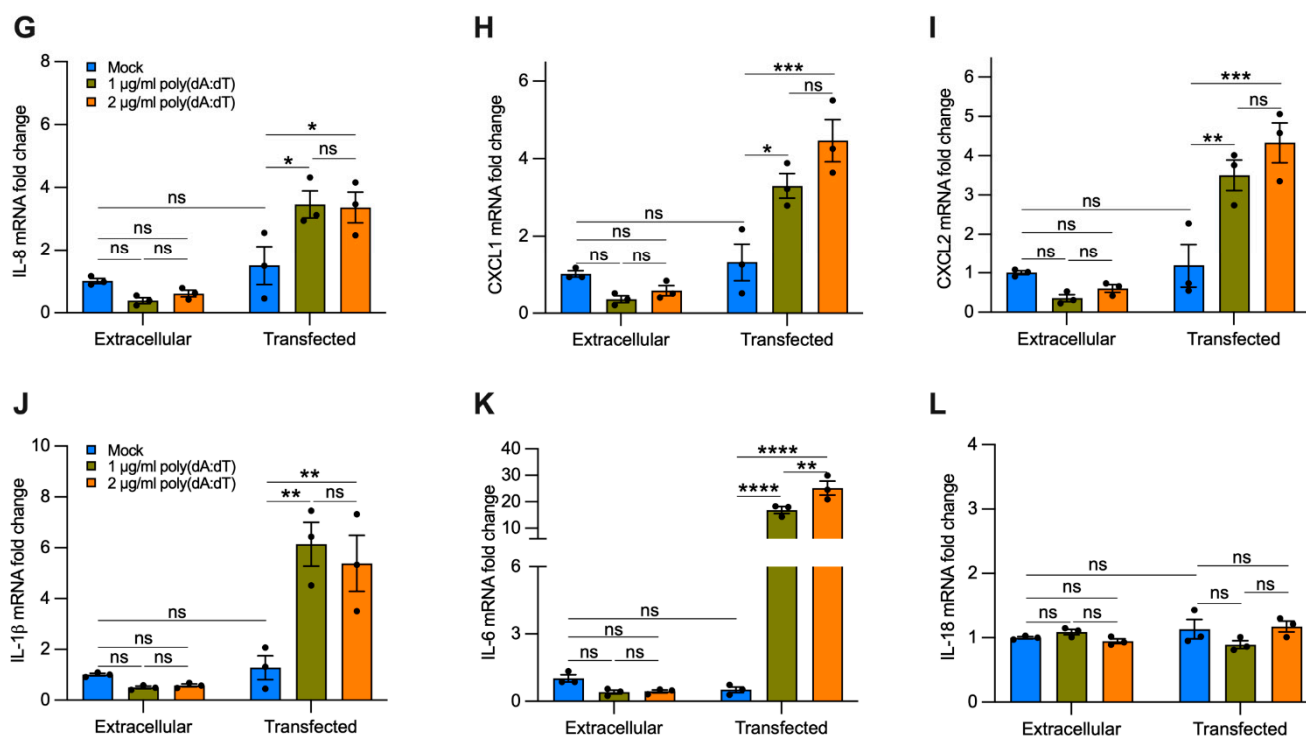 G
IL-8 mRNA fold change
8
6
4
2
0
Mock
1 µg/ml poly(dA:dT)
2 µg/ml poly(dA:dT)
ns
ns
ns
ns
*
*
ns
Extracellular
Transfected
H
CXCL1 mRNA fold change
6
4
2
0
ns
ns
ns
ns
***
ns
*
Extracellular
Transfected
I
CXCL2 mRNA fold change
6
5
4
3
2
1
0
ns
ns
ns
ns
***
ns
**
Extracellular
Transfected
J
IL-1β mRNA fold change
10
8
6
4
2
0
Mock
1 µg/ml poly(dA:dT)
2 µg/ml poly(dA:dT)
ns
ns
ns
ns
**
**
ns
Extracellular
Transfected
K
IL-6 mRNA fold change
40
30
20
10
6
3
0
ns
ns
ns
ns
****
**
****
Extracellular
Transfected
L
IL-18 mRNA fold change
4
3
2
1
0
ns
ns
ns
ns
ns
ns
ns
Extracellular
Transfected